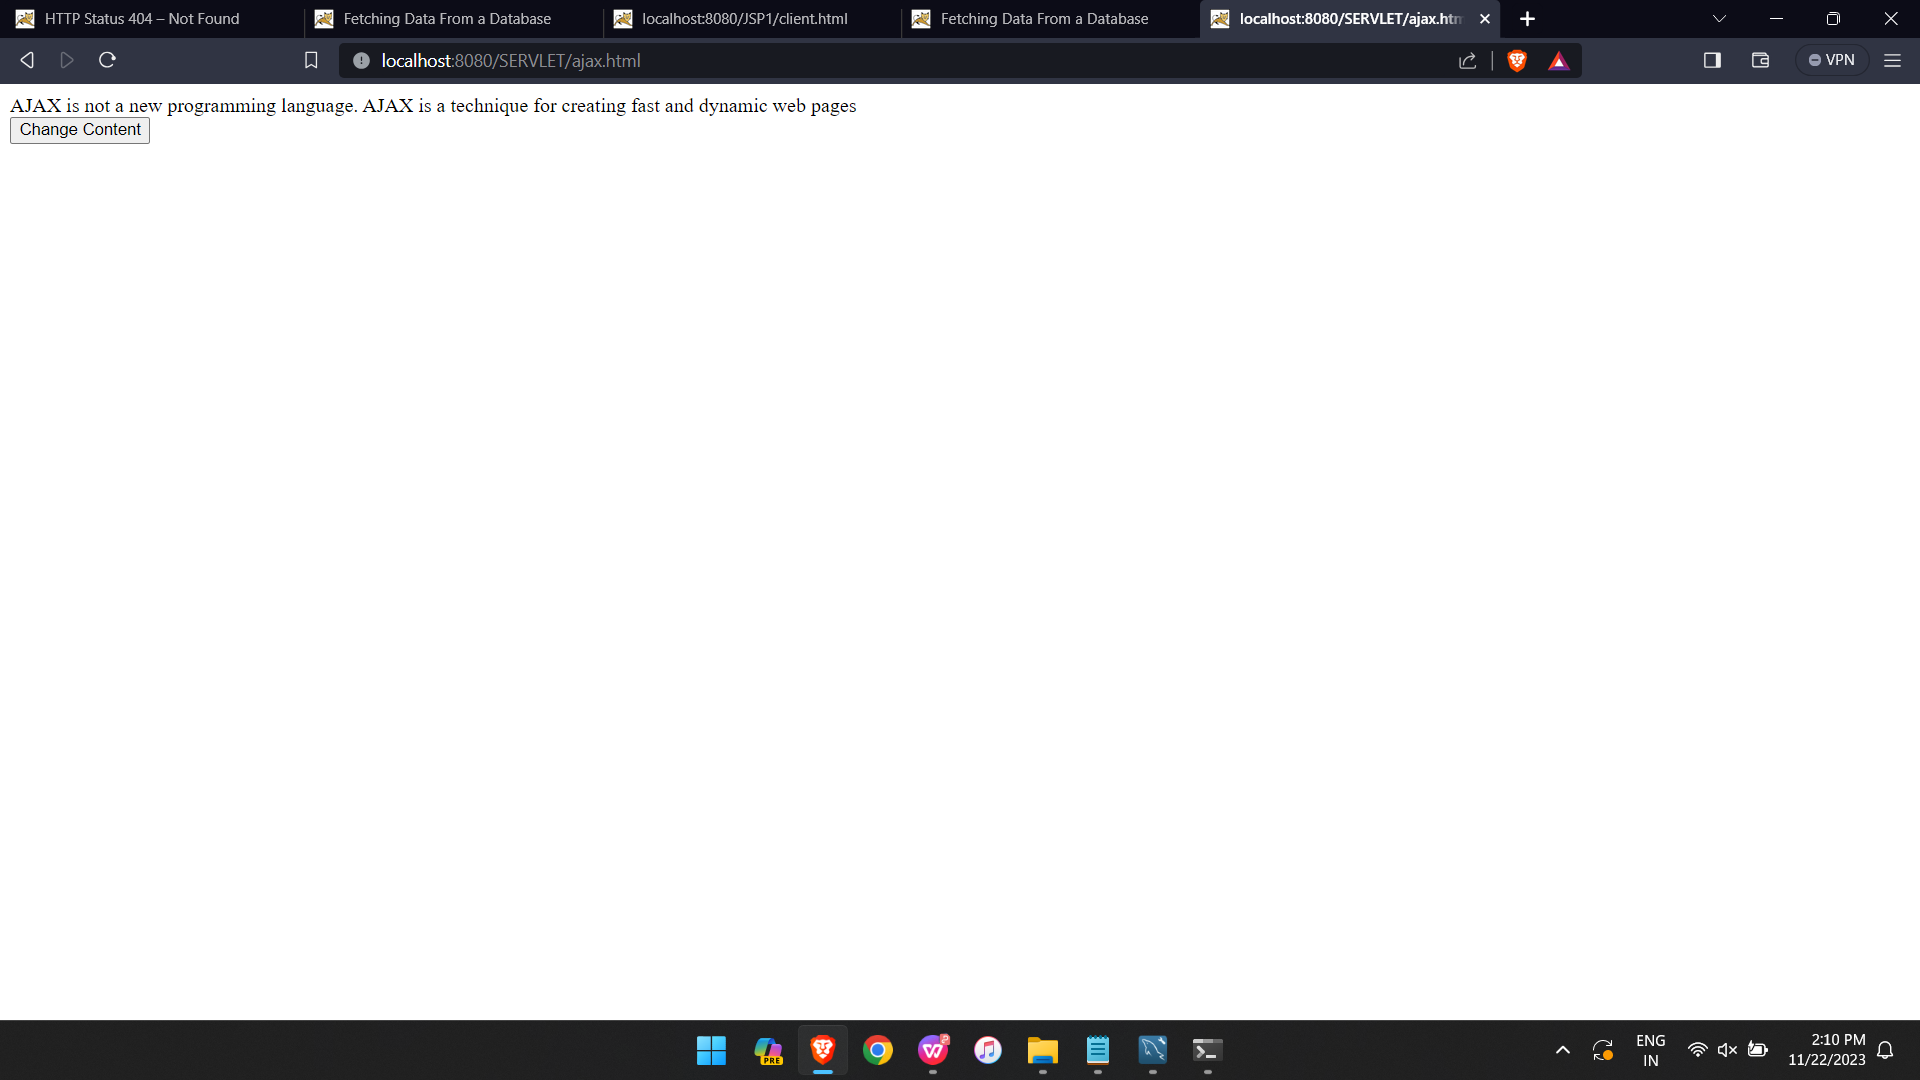 HTTP Status 404 – Not Found
Fetching Data From a Database
localhost:8080/JSP1/client.html
Fetching Data From a Database
localhost:8080/SERVLET/ajax.htm
localhost:8080/SERVLET/ajax.html
VPN
AJAX is not a new programming language. AJAX is a technique for creating fast and dynamic web pages
Change Content
PRE
ENG
IN
2:10 PM
11/22/2023